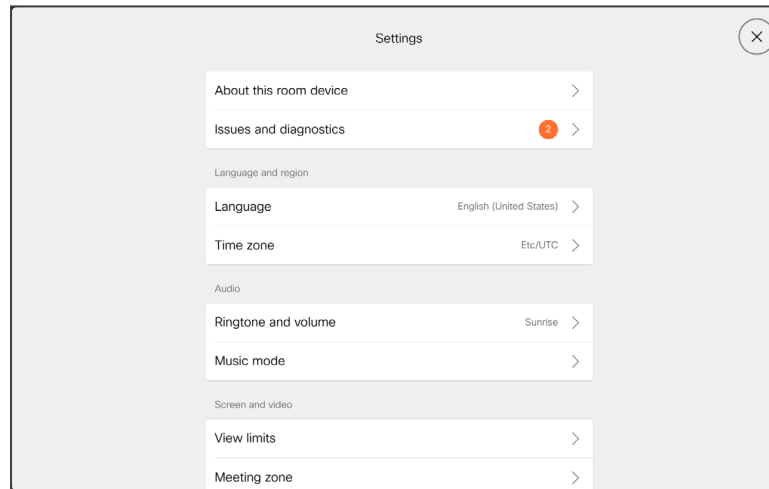 Settings
About this room device
Issues and diagnostics 2
Language and region
Language English (United States)
Time zone Etc/UTC
Audio
Ringtone and volume Sunrise
Music mode
Screen and video
View limits
Meeting zone